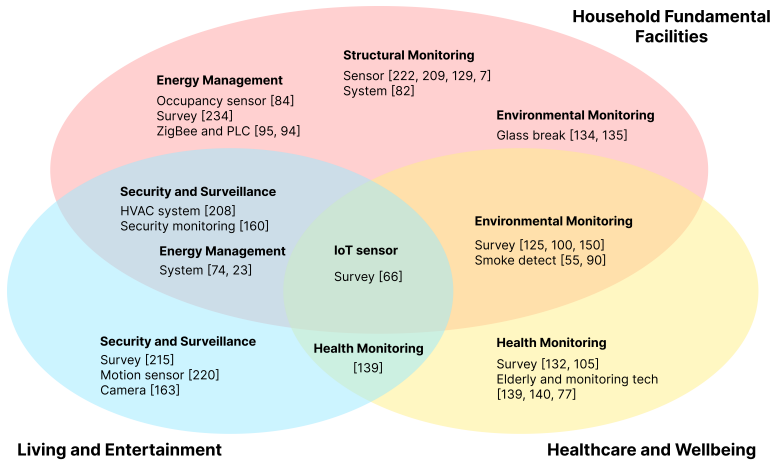 Household Fundamental
Facilities
Structural Monitoring
Sensor [222, 209, 129, 7]
System [82]
Energy Management
Occupancy sensor [84]
Survey [234]
ZigBee and PLC [95, 94]
Environmental Monitoring
Glass break [134, 135]
Security and Surveillance
HVAC system [208]
Security monitoring [160]
Energy Management
System [74, 23]
IoT sensor
Survey [66]
Environmental Monitoring
Survey [125, 100, 150]
Smoke detect [55, 90]
Security and Surveillance
Survey [215]
Motion sensor [220]
Camera [163]
Health Monitoring
[139]
Health Monitoring
Survey [132, 105]
Elderly and monitoring tech
[139, 140, 77]
Living and Entertainment
Healthcare and Wellbeing